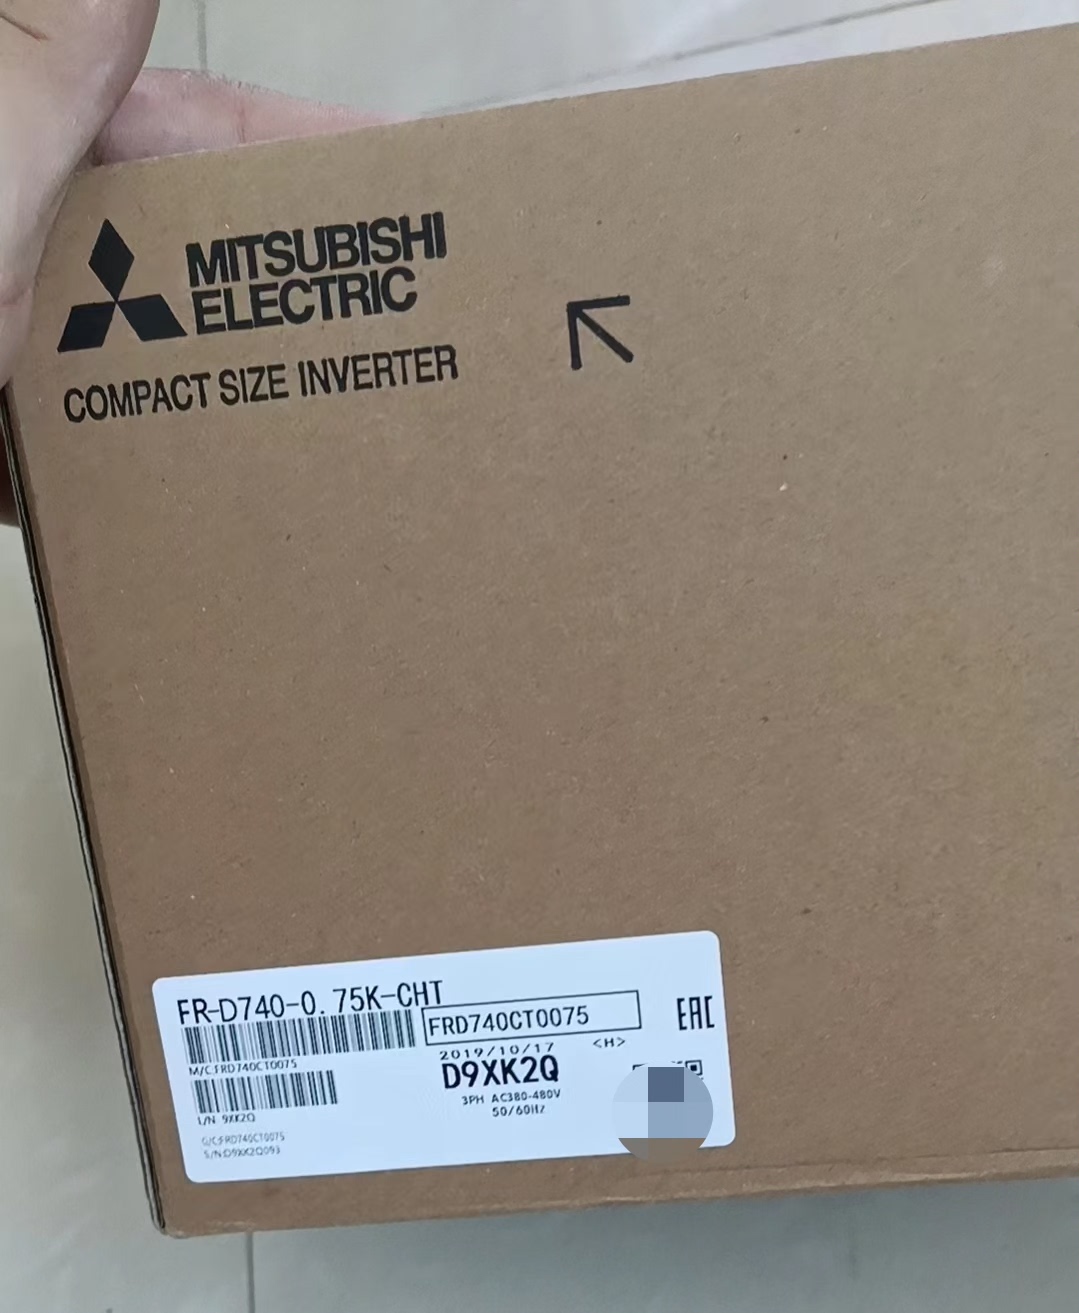 MITSUBISHI
ELECTRIC
COMPACT SIZE INVERTER
FR-D740-0.75K-CHT
FRD740CT0075
EAC
M/C:FRD740CT0075
2019/10/17 <H>
D9XK2Q
L/N 9XK2Q
3PH AC380-480V
50/60Hz
G/C:FRD740CT0075
S/N:D9XK2Q093